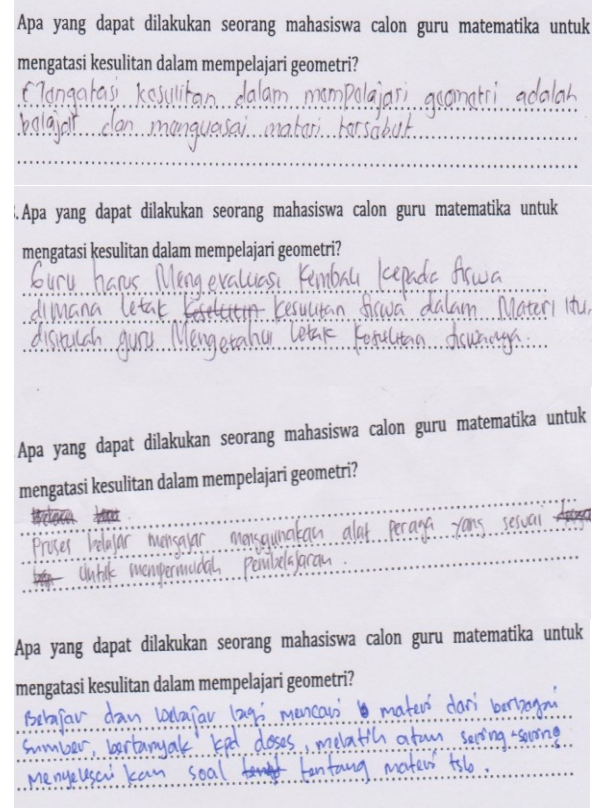 Apa yang dapat dilakukan seorang mahasiswa calon guru matematika untuk
mengatasi kesulitan dalam mempelajari geometri?
Mengatasi kesulitan dalam mempelajari geometri adalah
belajar dan menguasai materi tersebut
. Apa yang dapat dilakukan seorang mahasiswa calon guru matematika untuk
mengatasi kesulitan dalam mempelajari geometri?
Guru harus Mengevaluasi Kembali kepada siswa
dimana letak kesulitan siswa dalam Materi itu,
disitulah guru Mengetahui letak kesulitan siswanya.
Apa yang dapat dilakukan seorang mahasiswa calon guru matematika untuk
mengatasi kesulitan dalam mempelajari geometri?
Proses belajar mengajar menggunakan alat peraga yang sesuai
untuk mempermudah pembelajaran.
Apa yang dapat dilakukan seorang mahasiswa calon guru matematika untuk
mengatasi kesulitan dalam mempelajari geometri?
Belajar dan belajar lagi mencari materi dari berbagai
Sumber, bertanyak kpd doses, melatih atau sering-sering
Menyelesai kan soal tentang materi tsb.